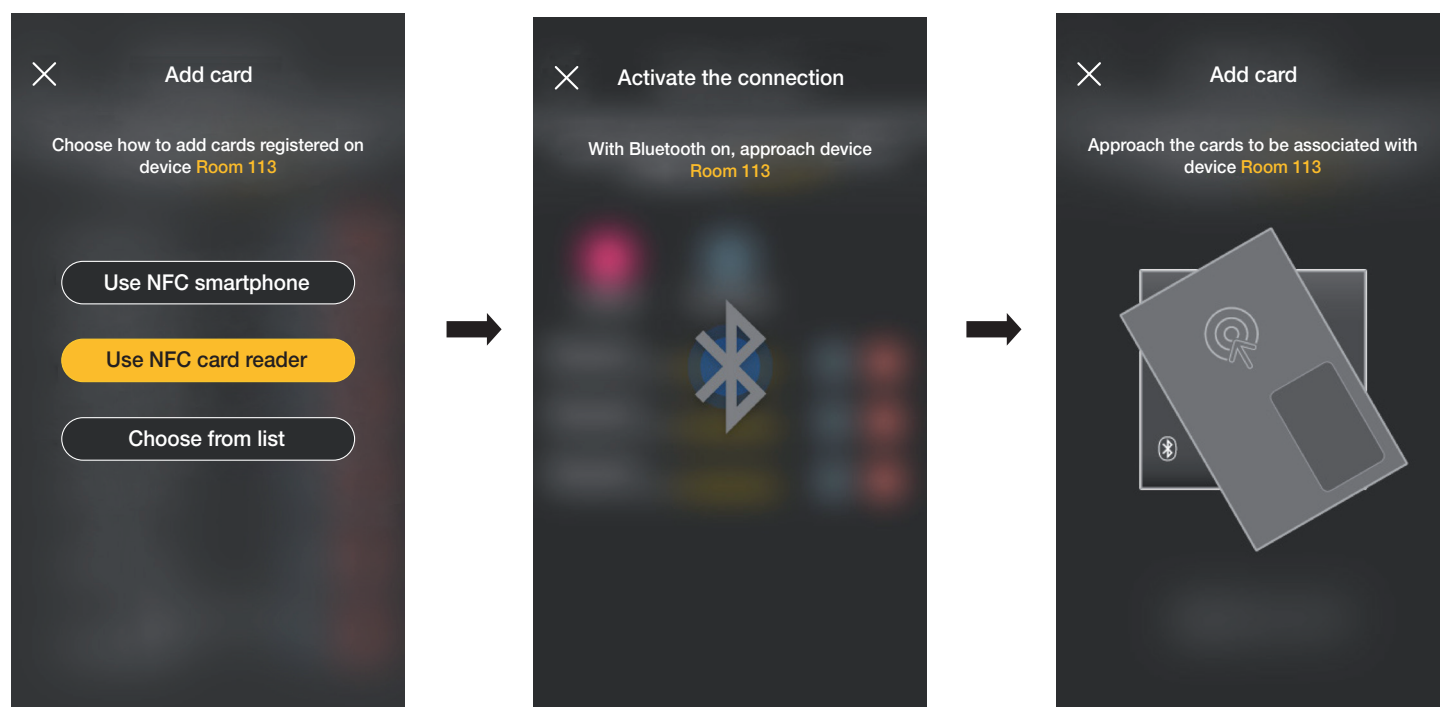 Add card
Choose how to add cards registered on
device Room 113
Use NFC smartphone
Use NFC card reader
Choose from list
Activate the connection
With Bluetooth on, approach device
Room 113
Add card
Approach the cards to be associated with
device Room 113